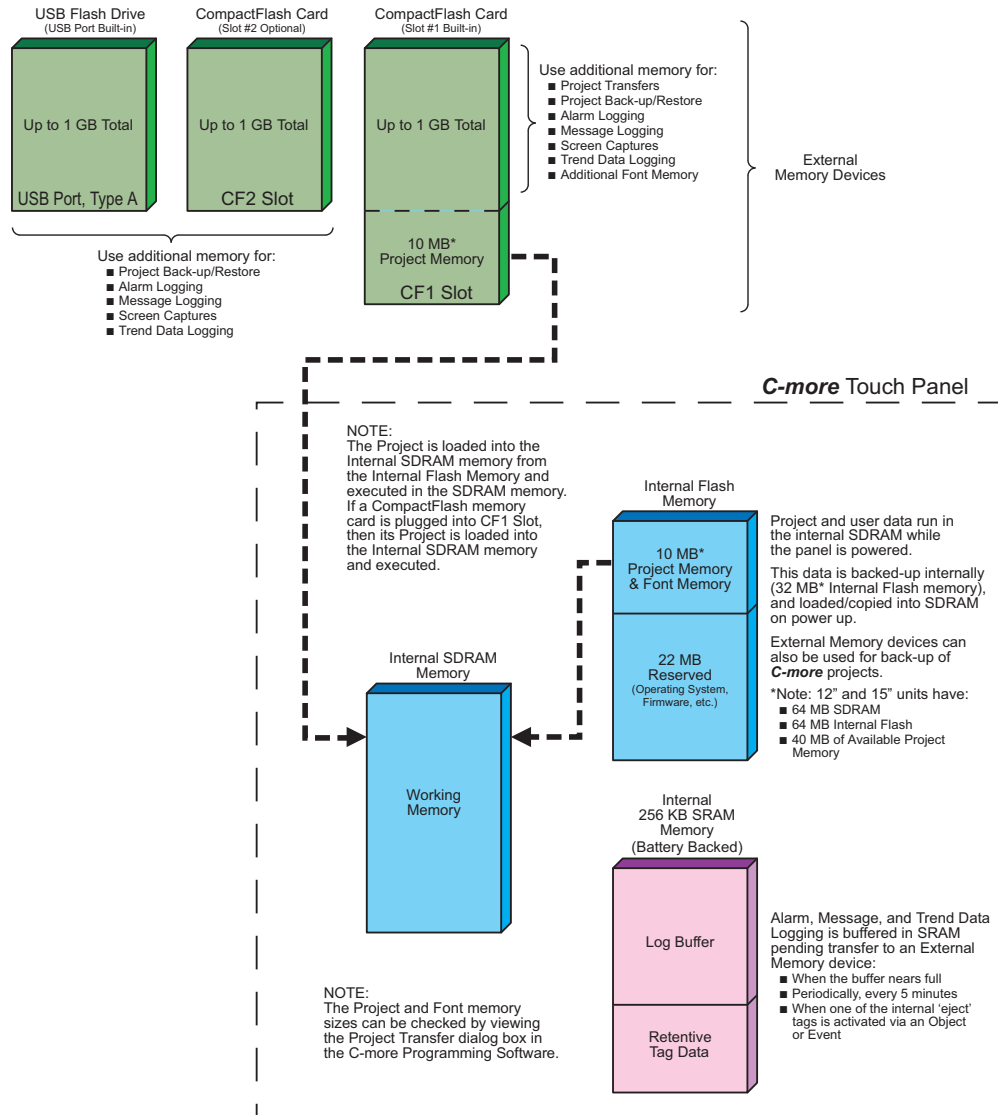 USB Flash Drive
(USB Port Built-in)
Up to 1 GB Total
USB Port, Type A
CompactFlash Card
(Slot #2 Optional)
Up to 1 GB Total
CF2 Slot
CompactFlash Card
(Slot #1 Built-in)
Up to 1 GB Total
10 MB*
Project Memory
CF1 Slot
Use additional memory for:
■ Project Transfers
■ Project Back-up/Restore
■ Alarm Logging
■ Message Logging
■ Screen Captures
■ Trend Data Logging
■ Additional Font Memory
External
Memory Devices
Use additional memory for:
■ Project Back-up/Restore
■ Alarm Logging
■ Message Logging
■ Screen Captures
■ Trend Data Logging
C-more Touch Panel
NOTE:
The Project is loaded into the
Internal SDRAM memory from
the Internal Flash Memory and
executed in the SDRAM memory.
If a CompactFlash memory
card is plugged into CF1 Slot,
then its Project is loaded into
the Internal SDRAM memory
and executed.
Internal Flash
Memory
10 MB*
Project Memory
& Font Memory
22 MB
Reserved
(Operating System,
Firmware, etc.)
Project and user data run in
the internal SDRAM while
the panel is powered.
This data is backed-up internally
(32 MB* Internal Flash memory),
and loaded/copied into SDRAM
on power up.
External Memory devices can
also be used for back-up of
C-more projects.
*Note: 12” and 15” units have:
■ 64 MB SDRAM
■ 64 MB Internal Flash
■ 40 MB of Available Project
Memory
Internal SDRAM
Memory
Working
Memory
Internal
256 KB SRAM
Memory
(Battery Backed)
Log Buffer
Retentive
Tag Data
Alarm, Message, and Trend Data
Logging is buffered in SRAM
pending transfer to an External
Memory device:
■ When the buffer nears full
■ Periodically, every 5 minutes
■ When one of the internal ‘eject’
tags is activated via an Object
or Event
NOTE:
The Project and Font memory
sizes can be checked by viewing
the Project Transfer dialog box in
the C-more Programming Software.